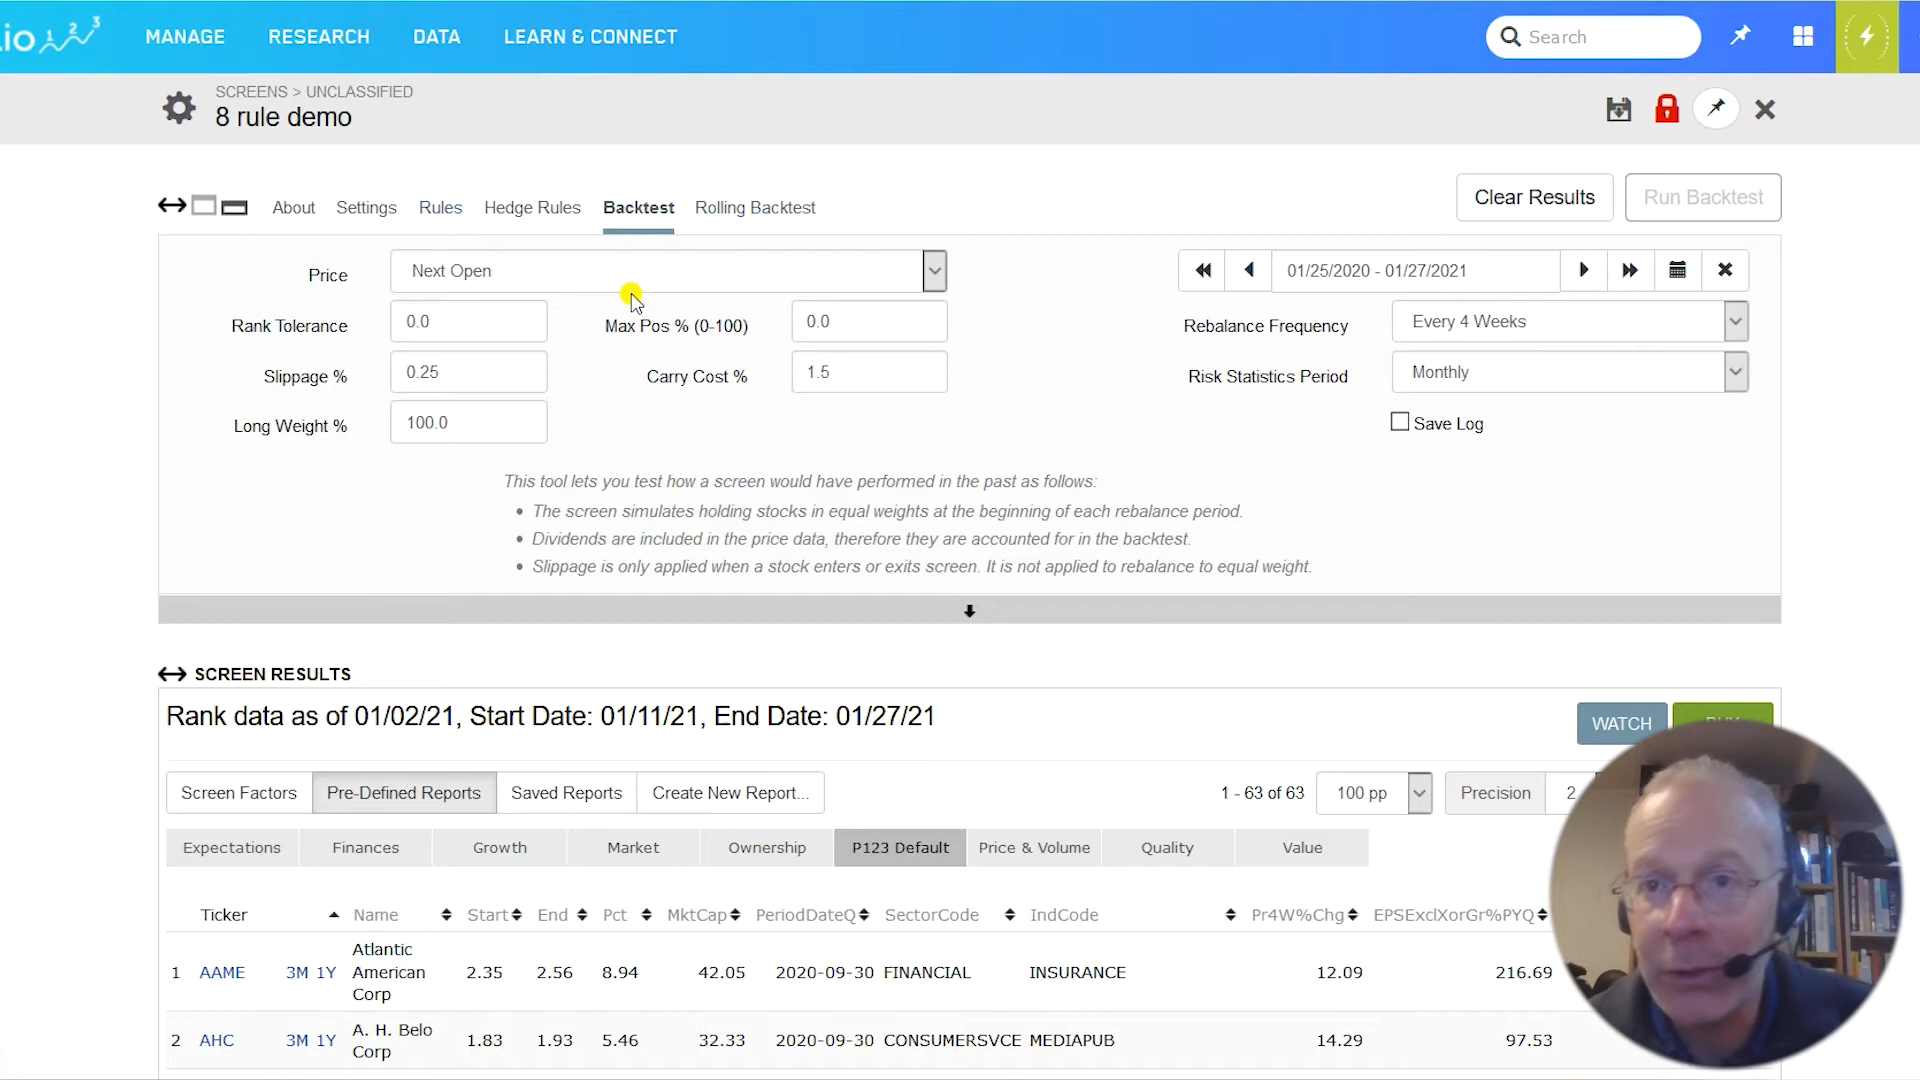 lio123
MANAGE RESEARCH DATA LEARN & CONNECT Search
SCREENS > UNCLASSIFIED
8 rule demo
About Settings Rules Hedge Rules Backtest Rolling Backtest Clear Results Run Backtest
Price Next Open 01/25/2020 - 01/27/2021
Rank Tolerance 0.0 Max Pos % (0-100) 0.0 Rebalance Frequency Every 4 Weeks
Slippage % 0.25 Carry Cost % 1.5 Risk Statistics Period Monthly
Long Weight % 100.0 Save Log
This tool lets you test how a screen would have performed in the past as follows:
• The screen simulates holding stocks in equal weights at the beginning of each rebalance period.
• Dividends are included in the price data, therefore they are accounted for in the backtest.
• Slippage is only applied when a stock enters or exits screen. It is not applied to rebalance to equal weight.
SCREEN RESULTS
Rank data as of 01/02/21, Start Date: 01/11/21, End Date: 01/27/21 WATCH
Screen Factors Pre-Defined Reports Saved Reports Create New Report... 1 - 63 of 63 100 pp Precision 2
Expectations Finances Growth Market Ownership P123 Default Price & Volume Quality Value
Ticker Name Start End Pct MktCap PeriodDateQ SectorCode IndCode Pr4W%Chg EPSExclXorGr%PYQ
1 AAME 3M 1Y Atlantic American Corp 2.35 2.56 8.94 42.05 2020-09-30 FINANCIAL INSURANCE 12.09 216.69
2 AHC 3M 1Y A. H. Belo Corp 1.83 1.93 5.46 32.33 2020-09-30 CONSUMERSVCE MEDIAPUB 14.29 97.53